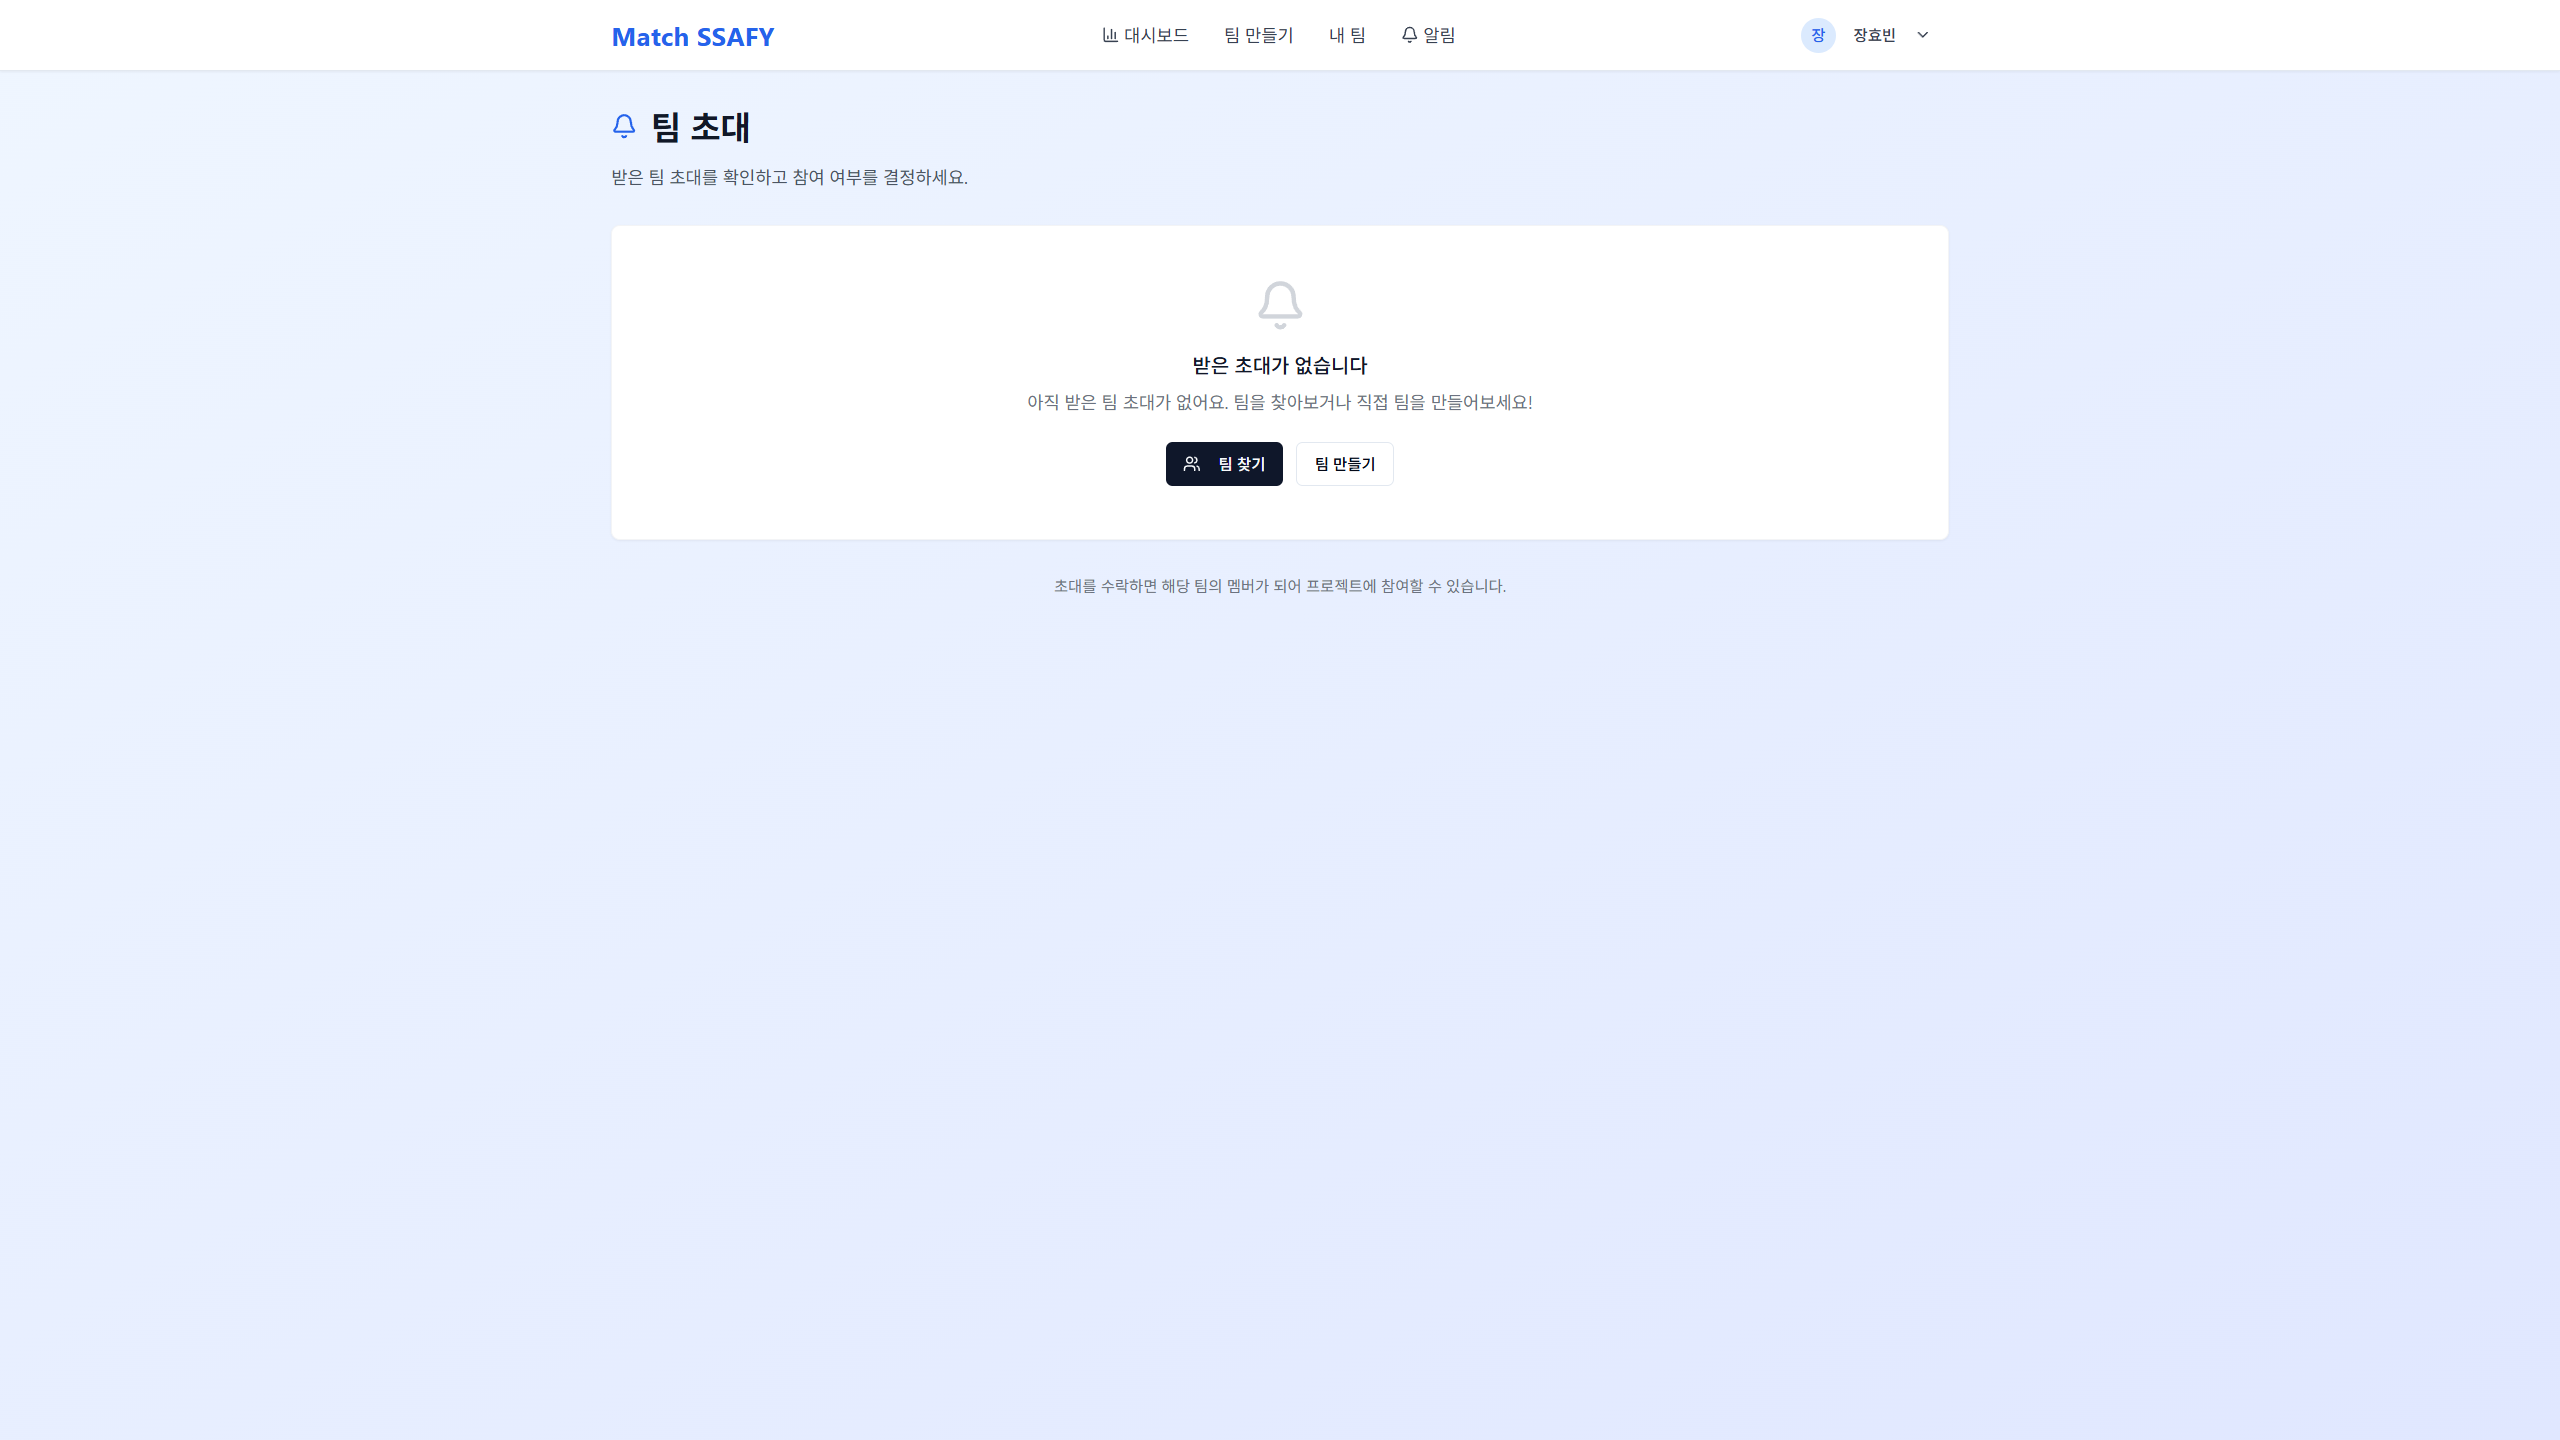 Match SSAFY
대시보드 팀 만들기 내 팀 알림
장 장효빈
팀 초대
받은 팀 초대를 확인하고 참여 여부를 결정하세요.
받은 초대가 없습니다
아직 받은 팀 초대가 없어요. 팀을 찾아보거나 직접 팀을 만들어보세요!
팀 찾기 팀 만들기
초대를 수락하면 해당 팀의 멤버가 되어 프로젝트에 참여할 수 있습니다.